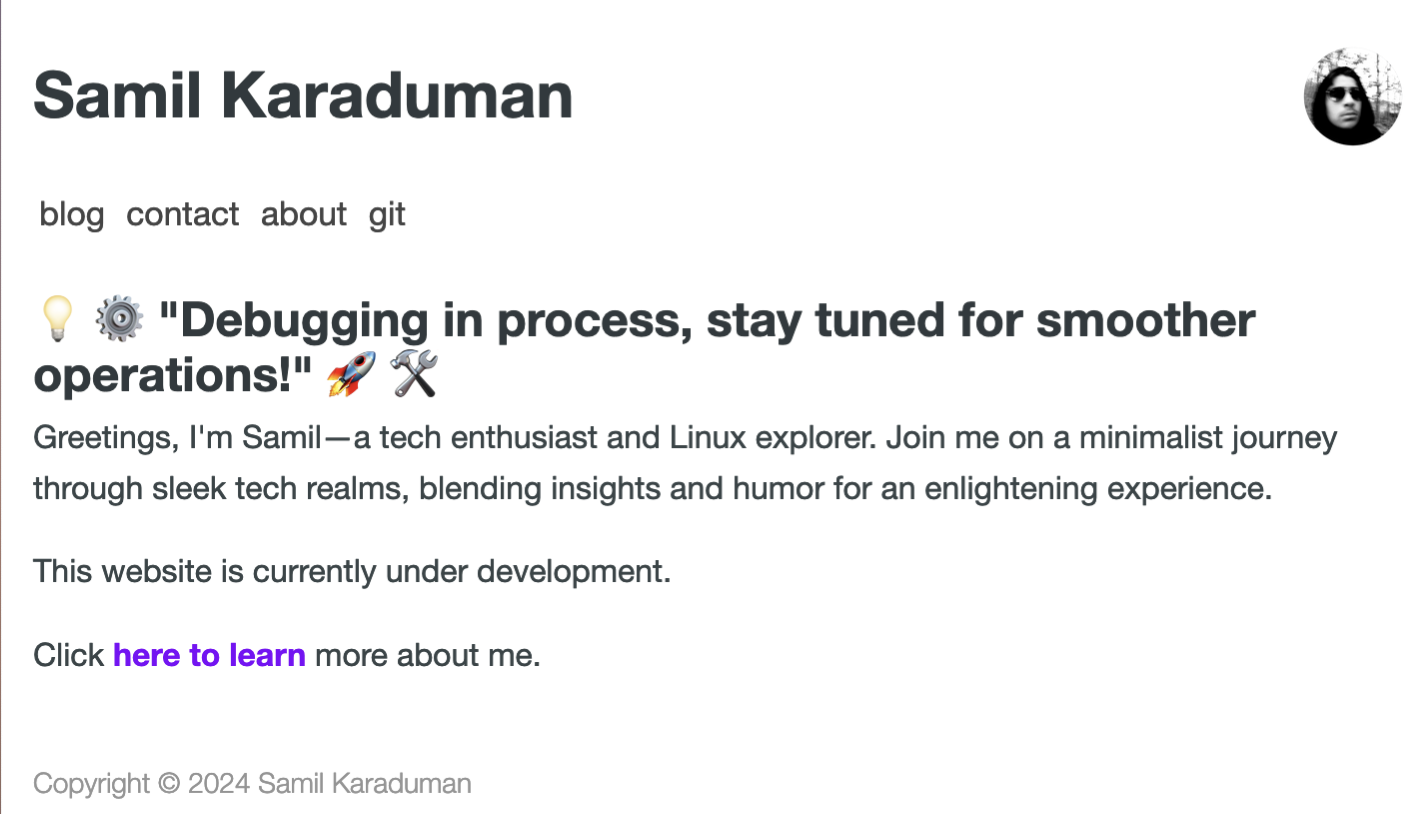 Samil Karaduman
blog contact about git
💡 ⚙️ "Debugging in process, stay tuned for smoother
operations!" 🚀 🛠️
Greetings, I'm Samil—a tech enthusiast and Linux explorer. Join me on a minimalist journey
through sleek tech realms, blending insights and humor for an enlightening experience.
This website is currently under development.
Click here to learn more about me.
Copyright © 2024 Samil Karaduman